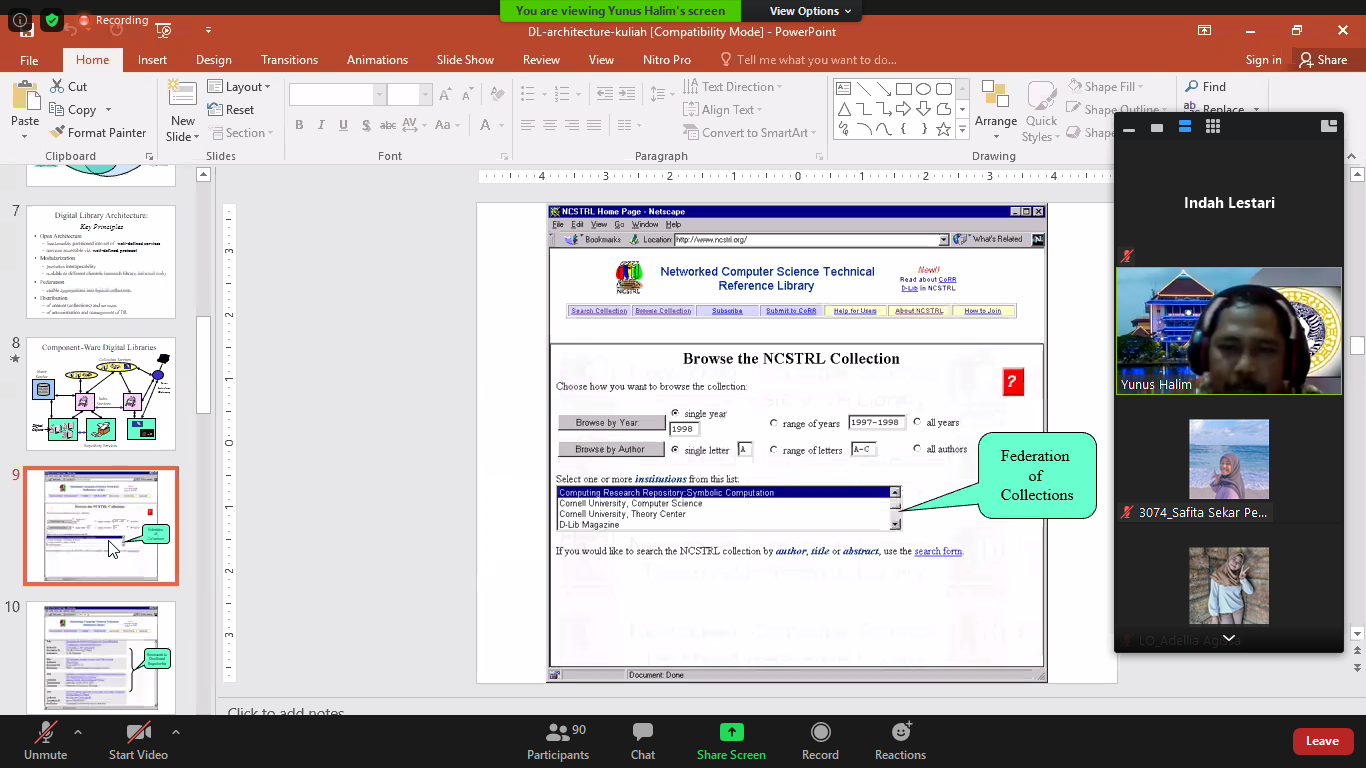 Recording
You are viewing Yunus Halim's screen
View Options
DL-architecture-kuliah [Compatibility Mode] - PowerPoint
File
Home
Insert
Design
Transitions
Animations
Slide Show
Review
View
Nitro Pro
Tell me what you want to do...
Sign in
Share
Paste
Cut
Copy
Format Painter
Clipboard
New
Slide
Layout
Reset
Section
Slides
Font
Text Direction
Align Text
Convert to SmartArt
Paragraph
Arrange
Quick
Styles
Shape Fill
Shape Outline
Drawing
Find
Replace
7
Digital Library Architecture:
Key Principles
Open Architecture
Modularization
Federation
Distribution
8
Component-Ware Digital Libraries
9
10
NCSTRL Home Page - Netscape
File Edit View Go Window Help
Bookmarks Location: http://www.ncstrl.org/ What's Related
NCSTRL
Networked Computer Science Technical
Reference Library
New!!
Read about CoRR
D-Lib in NCSTRL
Search Collection Browse Collection Subscribe Submit to CoRR Help for Users About NCSTRL How to Join
Browse the NCSTRL Collection
Choose how you want to browse the collection:
?
Browse by Year: single year 1998 range of years 1997-1998 all years
Browse by Author single letter A range of letters A-C all authors
Select one or more institutions from this list:
Computing Research Repository:Symbolic Computation
Cornell University, Computer Science
Cornell University, Theory Center
D-Lib Magazine
Federation
of
Collections
If you would like to search the NCSTRL collection by author, title or abstract, use the search form.
Document: Done
Click to add notes
Indah Lestari
Yunus Halim
3074_Safita Sekar Pe...
Unmute
Start Video
Participants
90
Chat
Share Screen
Record
Reactions
Leave